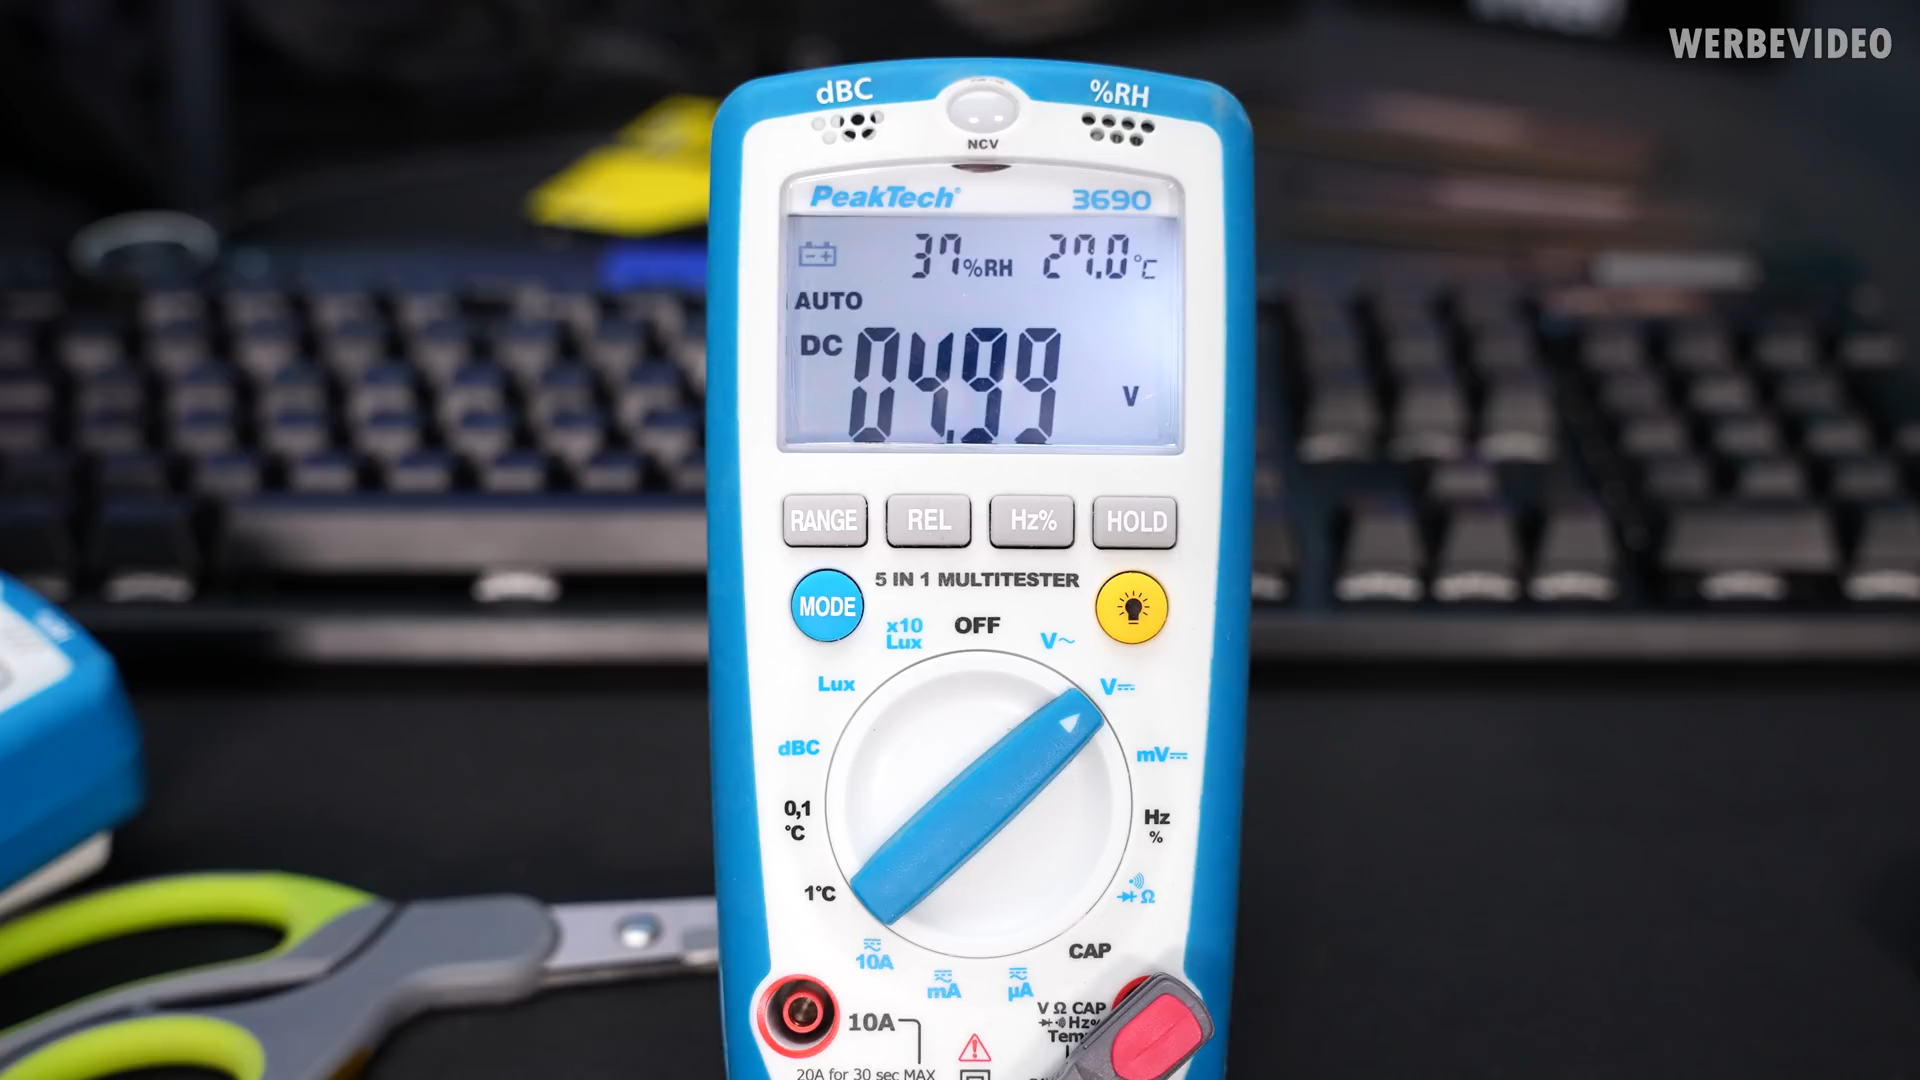 WERBEVIDEO
dBC
%RH
NCV
PeakTech® 3690
37%RH 27.0°C
AUTO
DC 04.99 V
RANGE REL Hz% HOLD
5 IN 1 MULTITESTER
MODE
x10
Lux
OFF
V~
Lux
V
dBC
mV
0,1
°C
Hz
%
1°C
Ω
10A
CAP
mA
µA
10A
V Ω CAP
Hz%
20A for 30 sec MAX